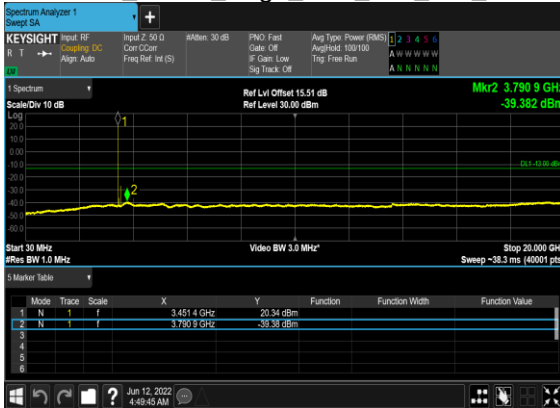 Spectrum Analyzer 1
Swept SA
+
KEYSIGHT Input: RF Input Z: 50 Ω #Atten: 30 dB PNO: Fast Avg Type: Power (RMS) 1 2 3 4 5 6
R T Coupling: DC Corr CCorr Gate: Off Avg|Hold: 100/100 A W W W W W
Align: Auto Freq Ref: Int (S) IF Gain: Low Trig: Free Run
Sig Track: Off A N N N N N
1 Spectrum Ref Lvl Offset 15.51 dB Mkr2 3.790 9 GHz
Scale/Div 10 dB Ref Level 30.00 dBm -39.382 dBm
Log
20.0
10.0
0.00
-10.0
-20.0
-30.0
-40.0
-50.0
-60.0
1
2
DL1 -13.00 dBm
Start 30 MHz Video BW 3.0 MHz* Stop 20.000 GH
#Res BW 1.0 MHz Sweep ~38.3 ms (40001 pts
5 Marker Table
Mode Trace Scale X Y Function Function Width Function Value
1 N 1 f 3.451 4 GHz 20.34 dBm
2 N 1 f 3.790 9 GHz -39.38 dBm
3
4
5
6
? Jun 12, 2022
4:49:45 AM